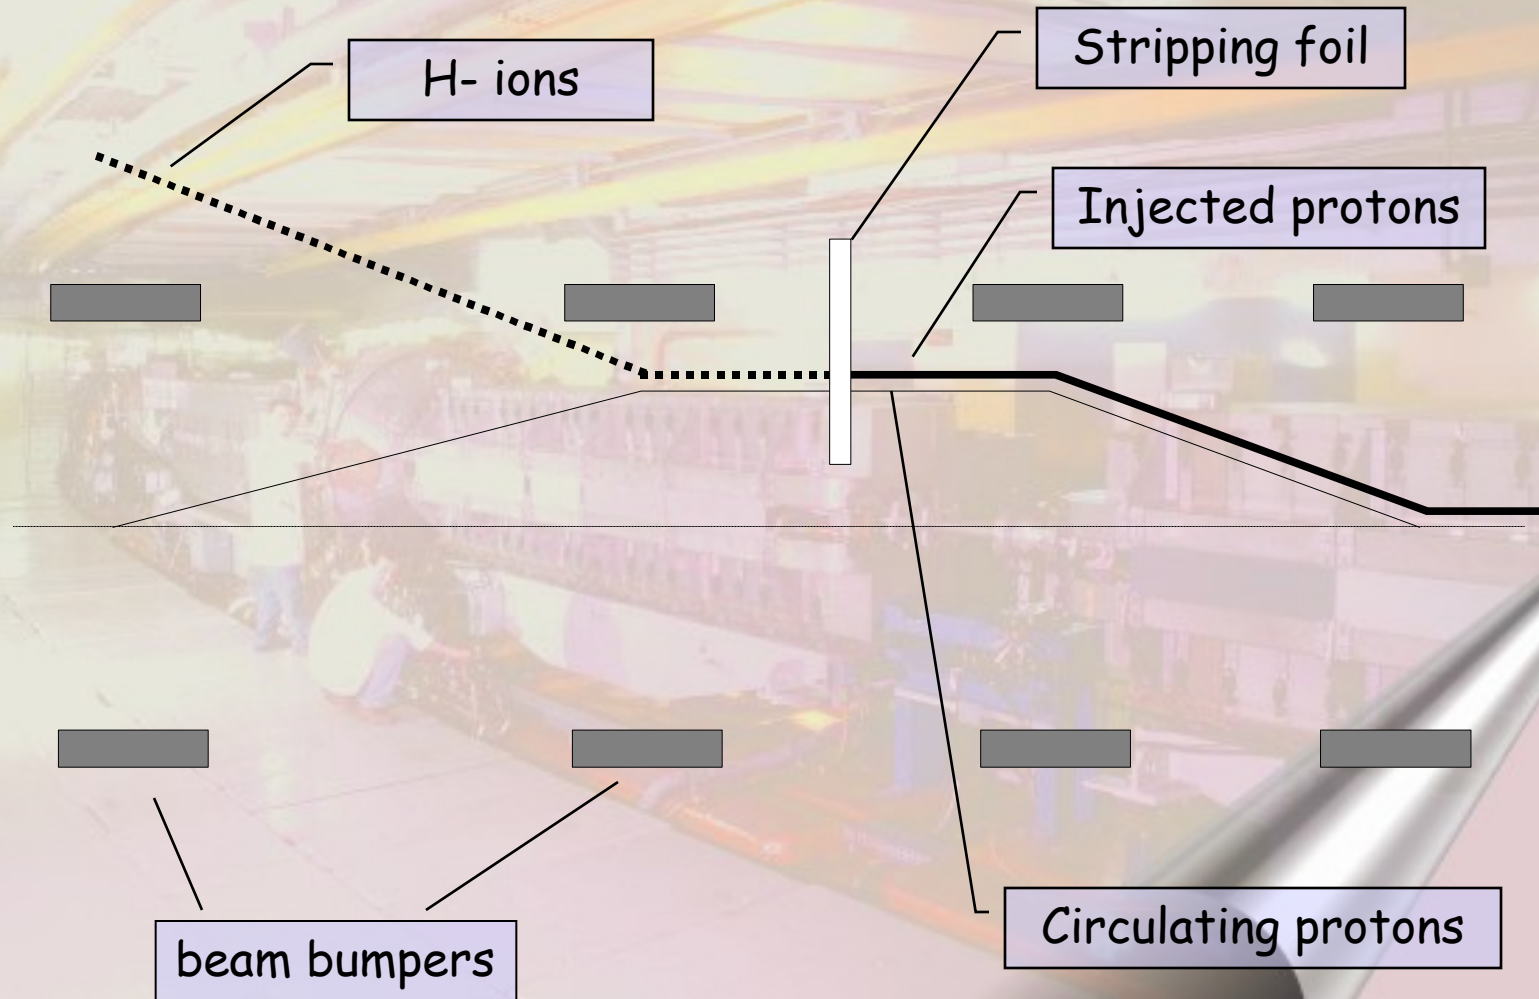 Stripping foil
H- ions
Injected protons
Circulating protons
beam bumpers